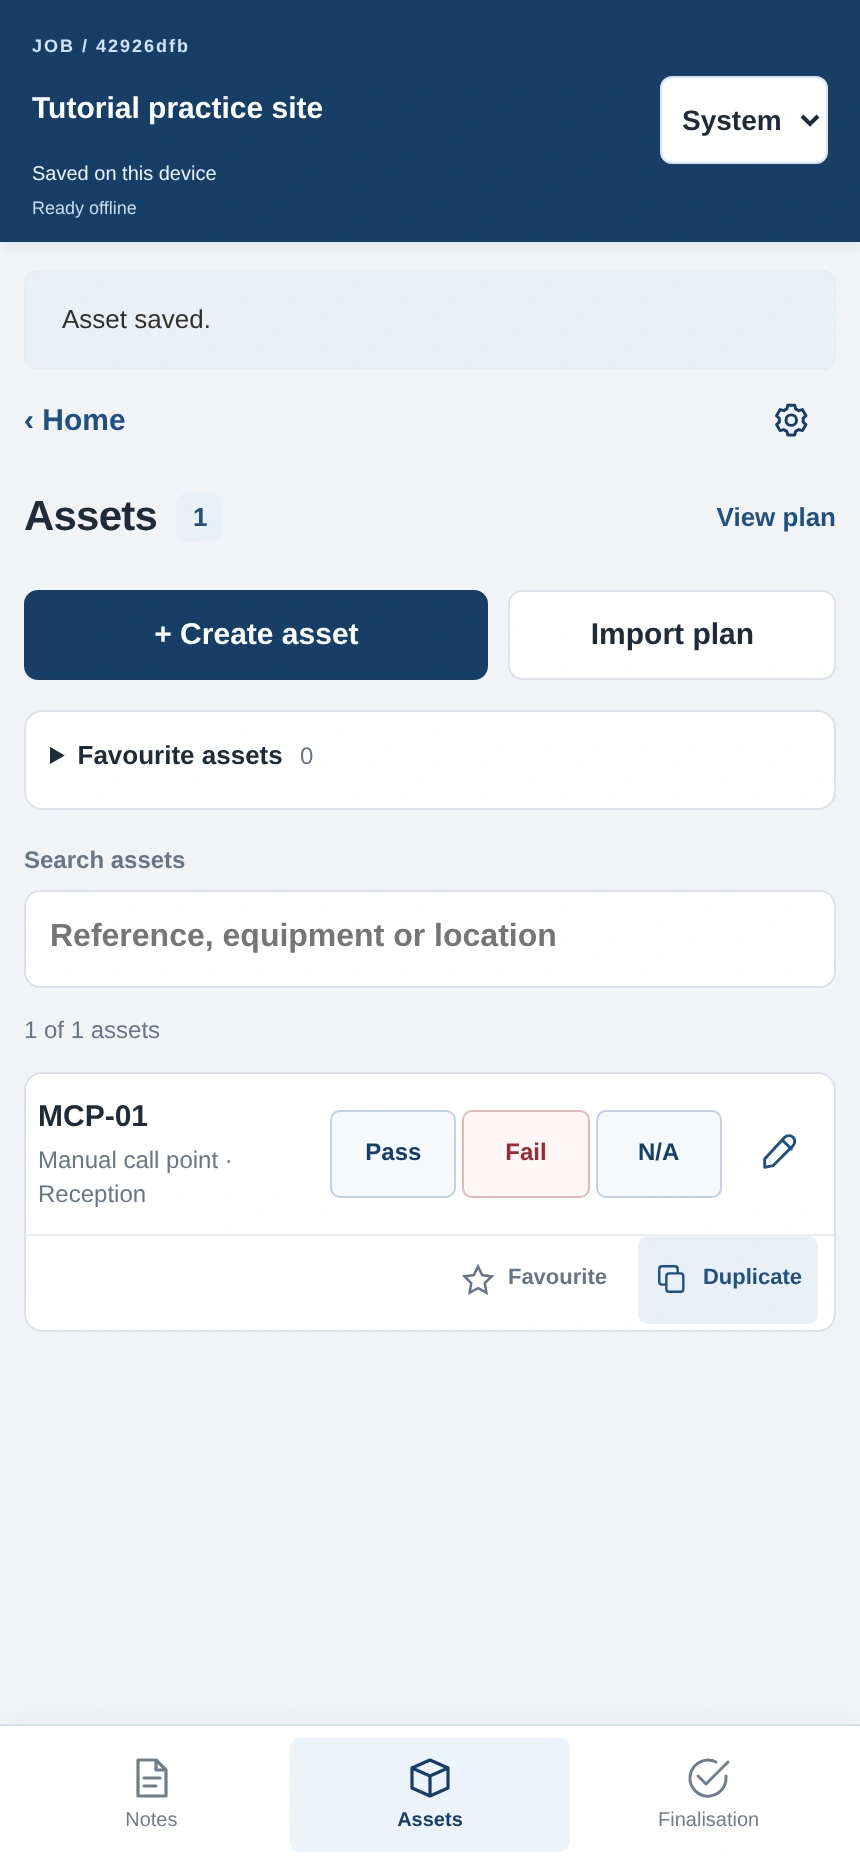 JOB / 42926dfb
Tutorial practice site
System
Saved on this device
Ready offline
Asset saved.
‹ Home
Assets 1
View plan
+ Create asset
Import plan
Favourite assets 0
Search assets
Reference, equipment or location
1 of 1 assets
MCP-01
Manual call point ·
Reception
Pass
Fail
N/A
Favourite
Duplicate
Notes
Assets
Finalisation